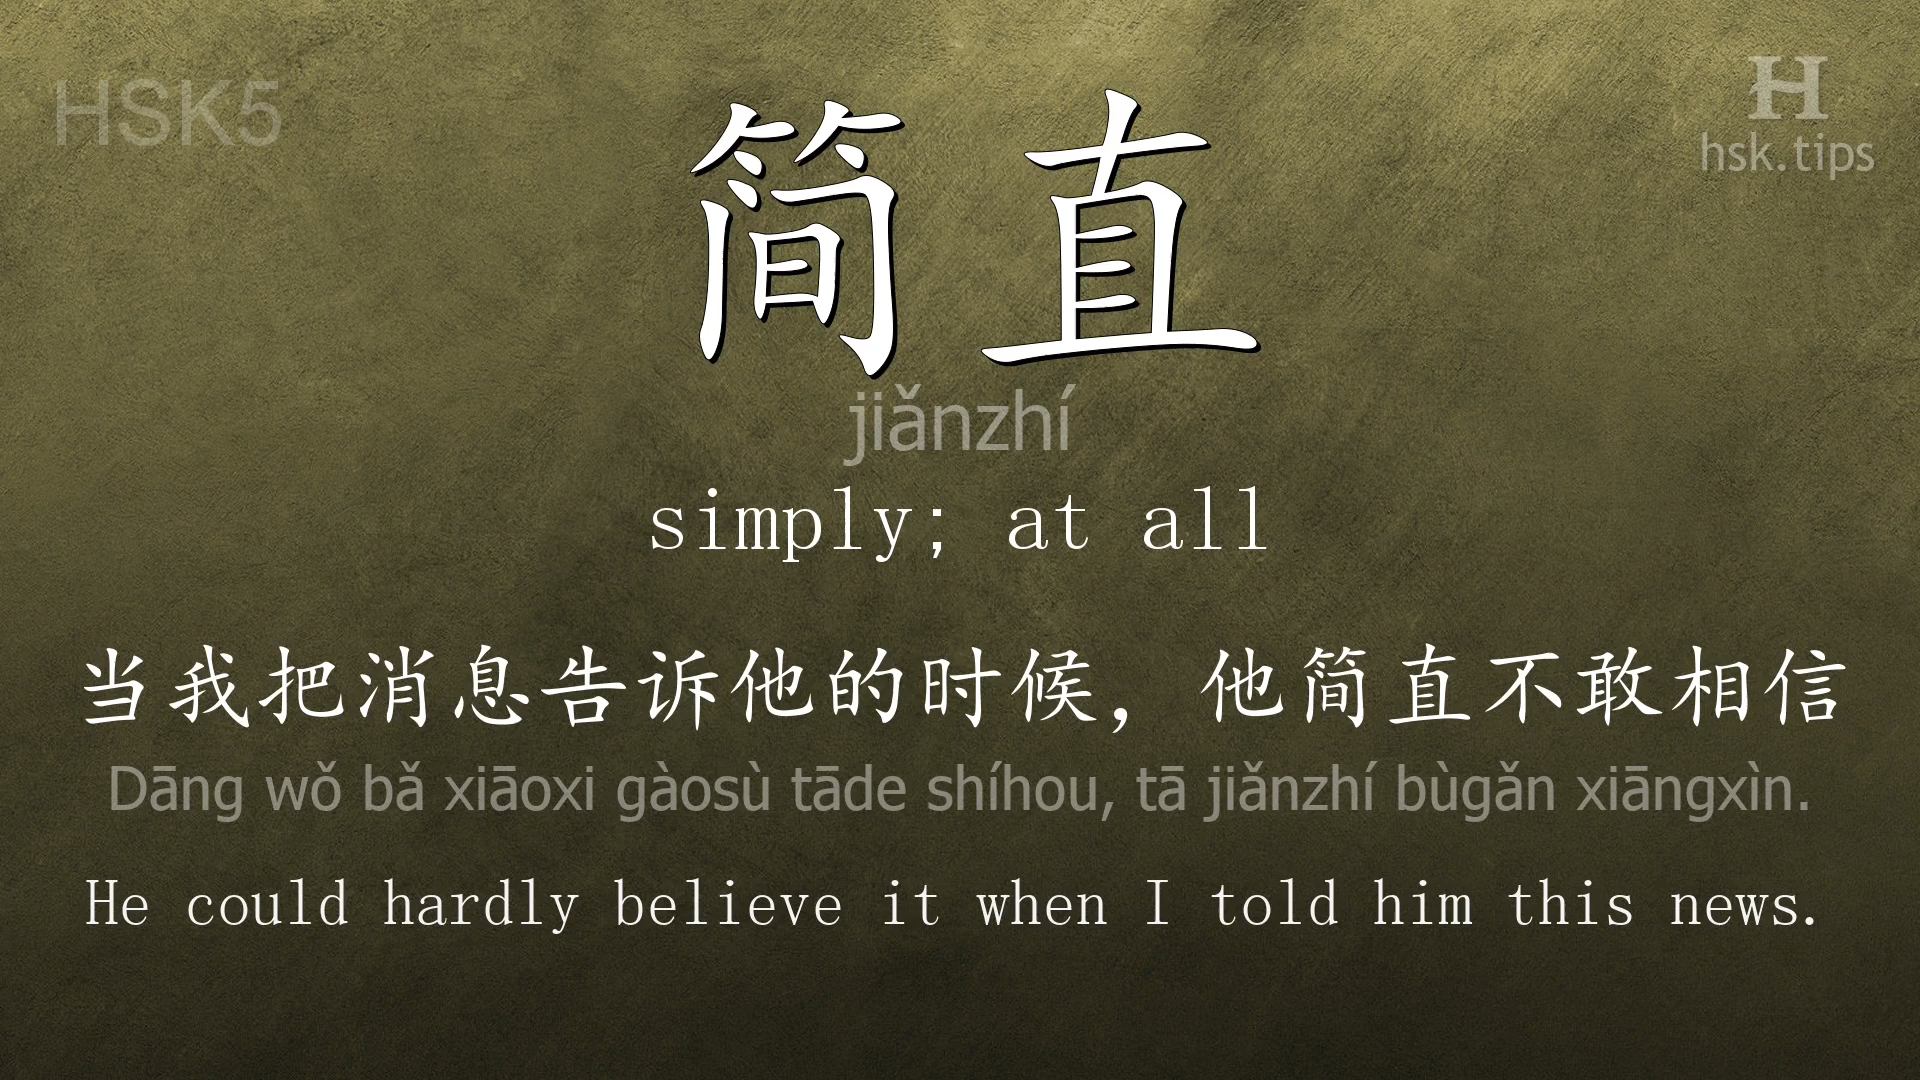 HSK5
H
hsk.tips
简直
jiǎnzhí
simply; at all
当我把消息告诉他的时候，他简直不敢相信
Dāng wǒ bǎ xiāoxi gàosù tāde shíhou, tā jiǎnzhí bùgǎn xiāngxìn.
He could hardly believe it when I told him this news.